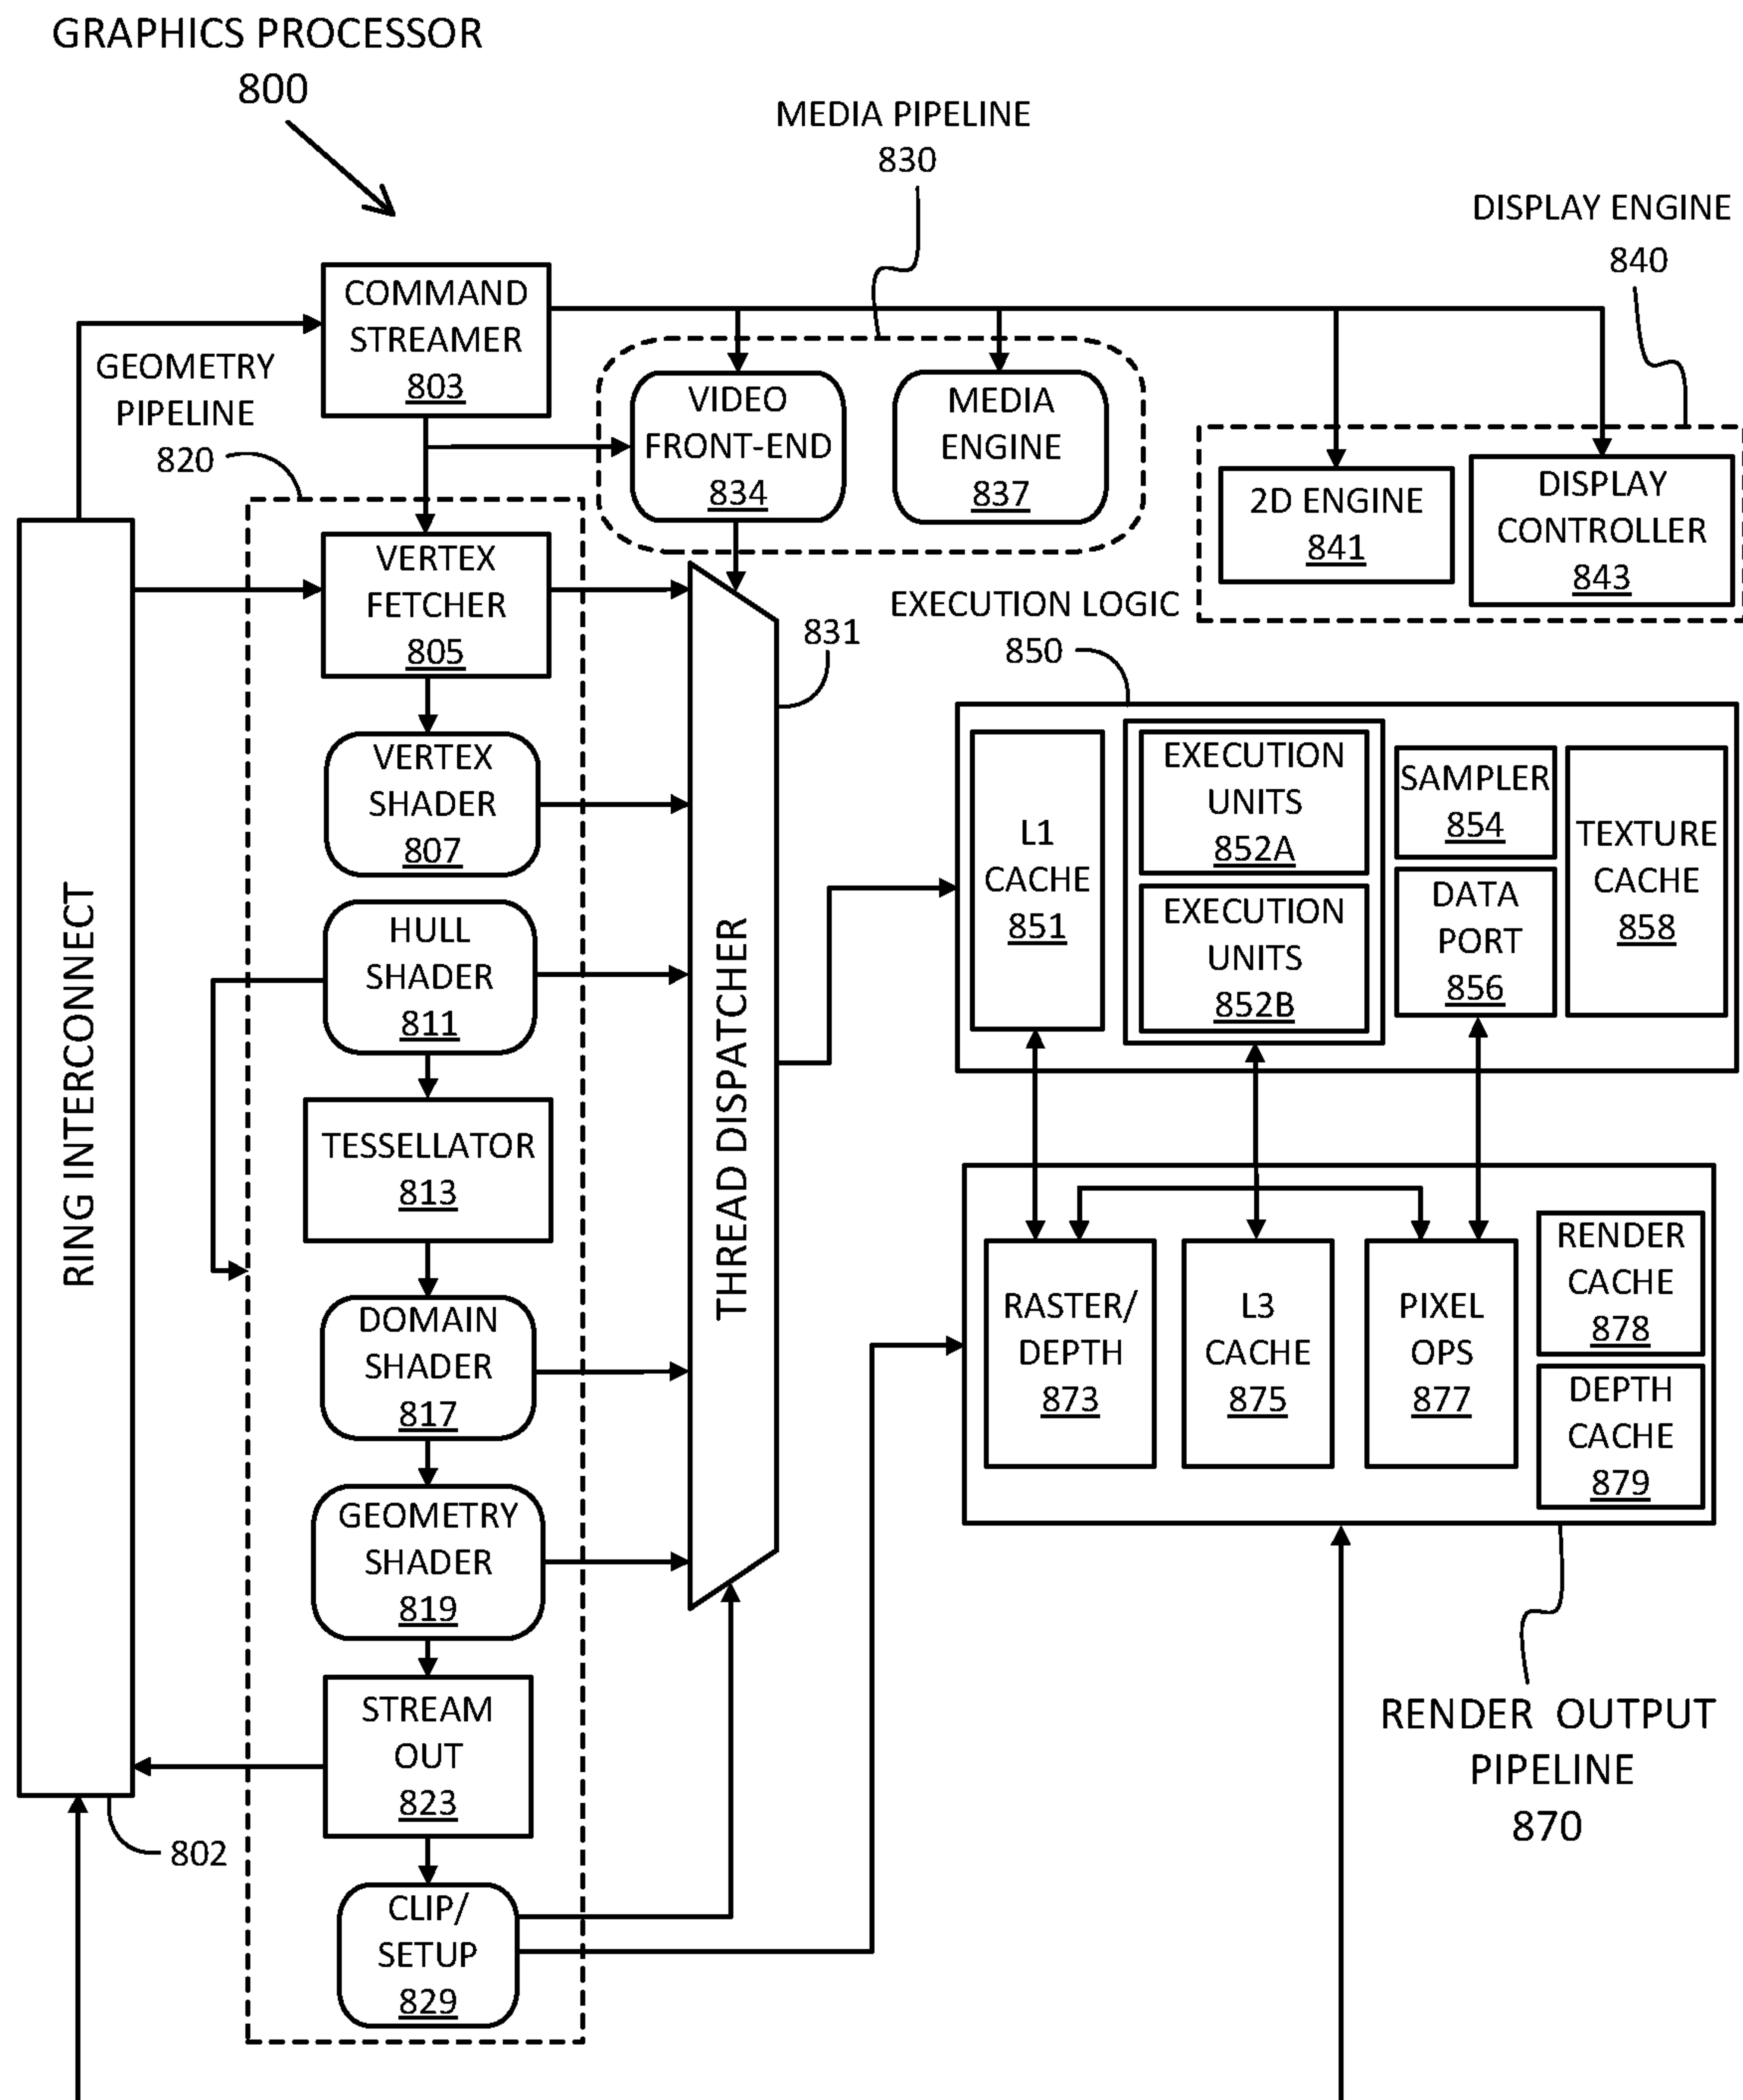 GRAPHICS PROCESSOR
800
MEDIA PIPELINE
830
DISPLAY ENGINE
840
COMMAND
STREAMER
803
GEOMETRY
PIPELINE
820
VIDEO
FRONT-END
834
MEDIA
ENGINE
837
2D ENGINE
841
DISPLAY
CONTROLLER
843
RING INTERCONNECT
802
VERTEX
FETCHER
805
VERTEX
SHADER
807
HULL
SHADER
811
TESSELLATOR
813
DOMAIN
SHADER
817
GEOMETRY
SHADER
819
STREAM
OUT
823
CLIP/
SETUP
829
THREAD DISPATCHER
831
EXECUTION LOGIC
850
L1
CACHE
851
EXECUTION
UNITS
852A
EXECUTION
UNITS
852B
SAMPLER
854
DATA
PORT
856
TEXTURE
CACHE
858
RASTER/
DEPTH
873
L3
CACHE
875
PIXEL
OPS
877
RENDER
CACHE
878
DEPTH
CACHE
879
RENDER OUTPUT
PIPELINE
870